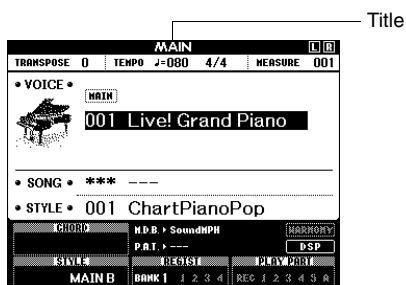 Title
MAIN L R
TRANSPOSE 0 TEMPO ♩=080 4/4 MEASURE 001
• VOICE •
MAIN
001 Live! Grand Piano
• SONG • *** ---
• STYLE • 001 ChartPianoPop
CHORD M.D.B. ▸ SoundMPH HARMONY
P.A.T. ▸ --- DSP
STYLE REGIST PLAY PART
MAIN B BANK 1 1 2 3 4 REC 1 2 3 4 5 A